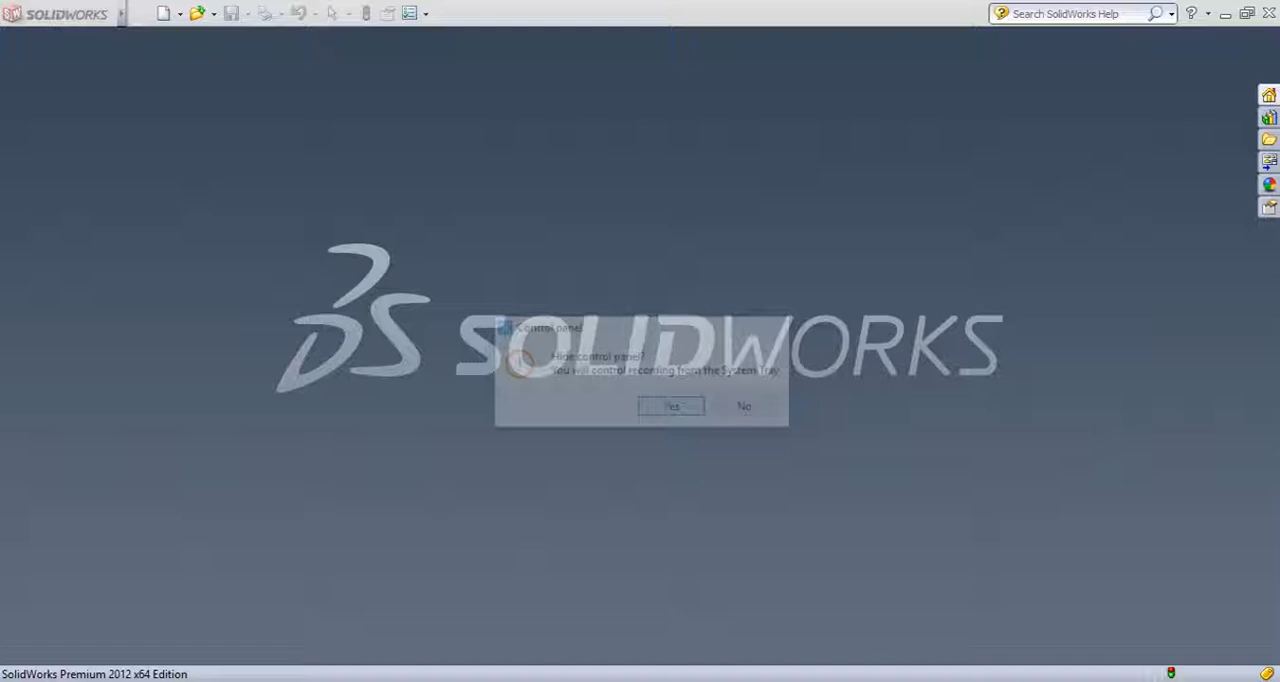 SOLIDWORKS
Search SolidWorks Help
SOLIDWORKS
Control panel
Hide control panel?
You will control recording from the System Tray
Yes
No
SolidWorks Premium 2012 x64 Edition